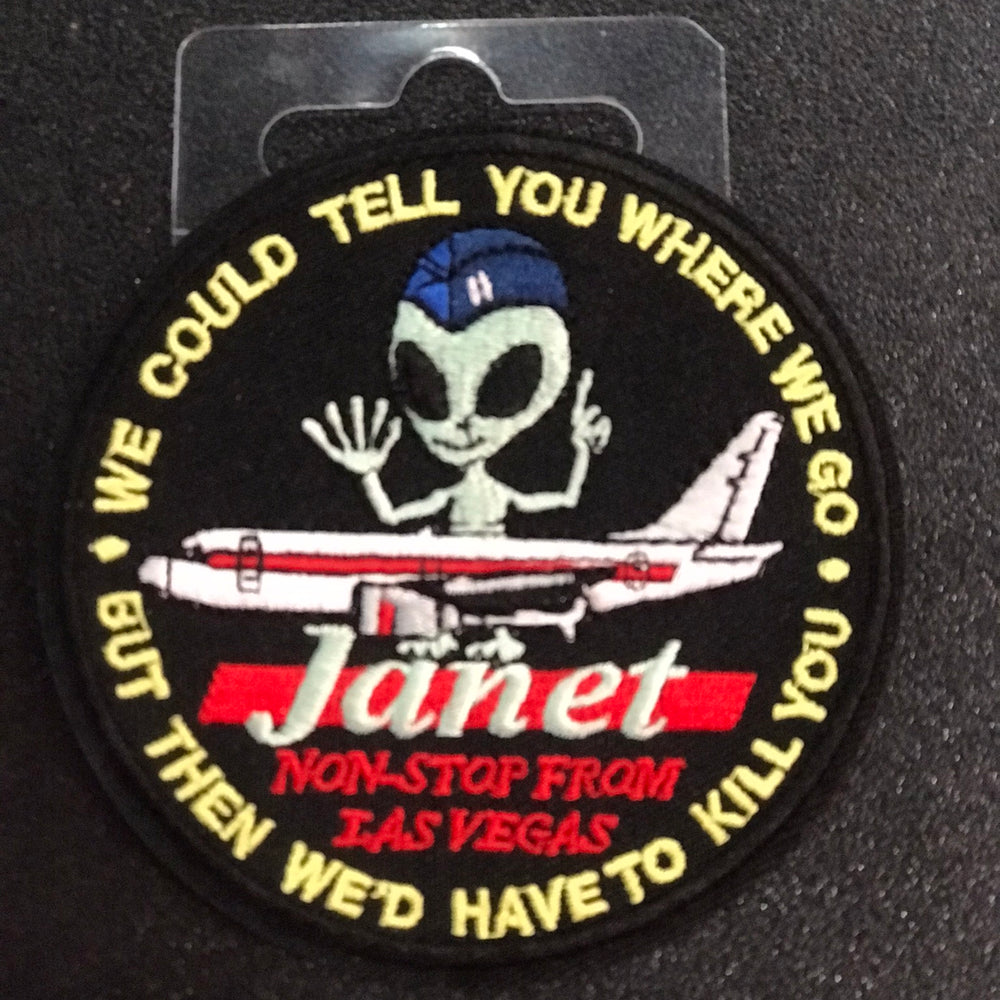 WE COULD TELL YOU WHERE WE GO
BUT THEN WE'D HAVE TO KILL YOU
Janet
NON-STOP FROM
LAS VEGAS